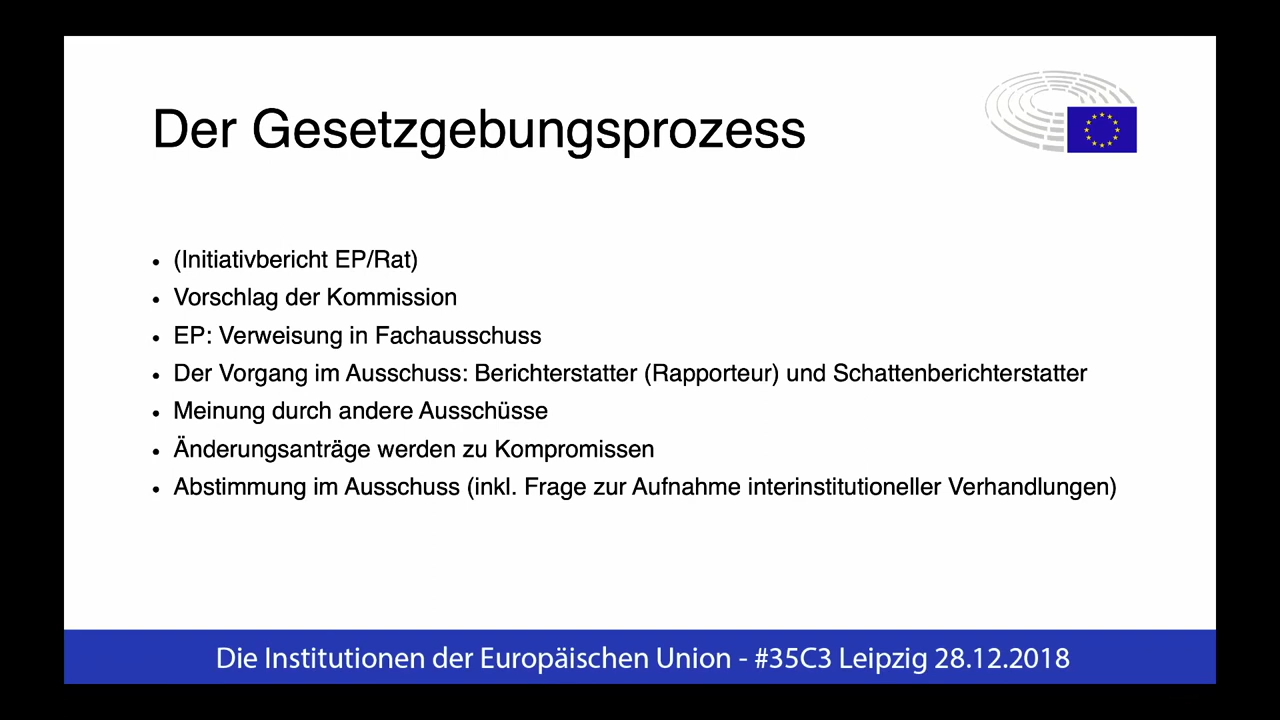 Der Gesetzgebungsprozess
• (Initiativbericht EP/Rat)
• Vorschlag der Kommission
• EP: Verweisung in Fachausschuss
• Der Vorgang im Ausschuss: Berichterstatter (Rapporteur) und Schattenberichterstatter
• Meinung durch andere Ausschüsse
• Änderungsanträge werden zu Kompromissen
• Abstimmung im Ausschuss (inkl. Frage zur Aufnahme interinstitutioneller Verhandlungen)
Die Institutionen der Europäischen Union - #35C3 Leipzig 28.12.2018